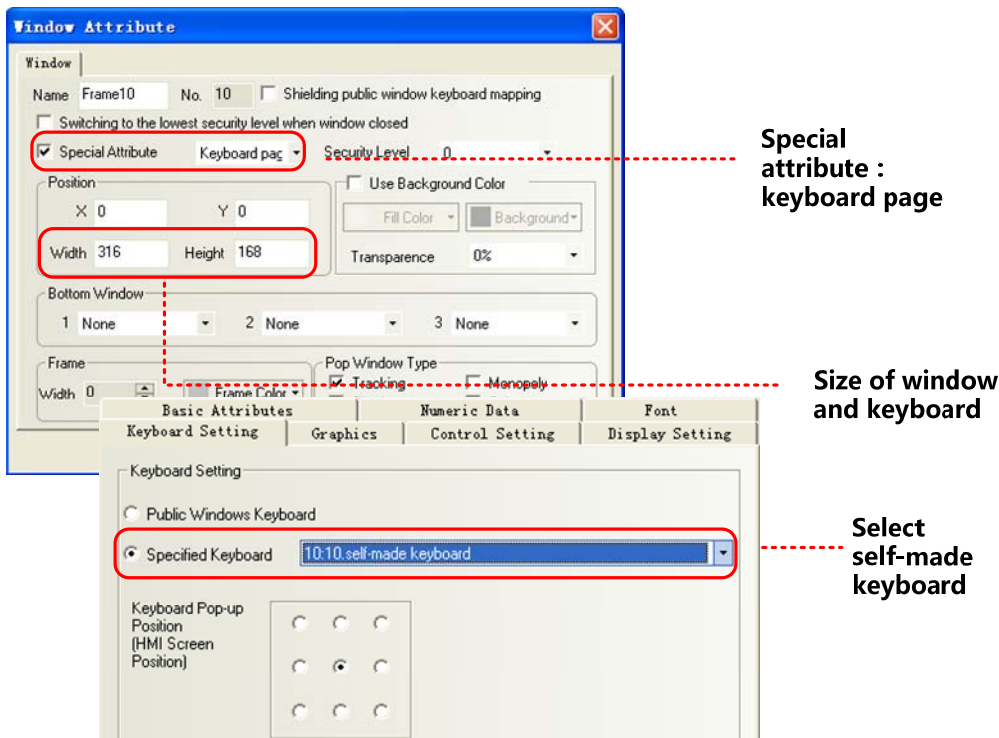 Window Attribute
Window
Name Frame10 No. 10 Shielding public window keyboard mapping
Switching to the lowest security level when window closed
Special Attribute Keyboard pag Security Level 0
Special
attribute :
keyboard page
Position
Use Background Color
X 0 Y 0
Fill Color Background
Width 316 Height 168
Transparence 0%
Bottom Window
1 None 2 None 3 None
Frame
Pop Window Type
Width 0 Frame Color
Tracking Monopoly
Size of window
and keyboard
Basic Attributes Numeric Data Font
Keyboard Setting Graphics Control Setting Display Setting
Keyboard Setting
Public Windows Keyboard
Specified Keyboard 10:10.self-made keyboard
Select
self-made
keyboard
Keyboard Pop-up
Position
(HMI Screen
Position)